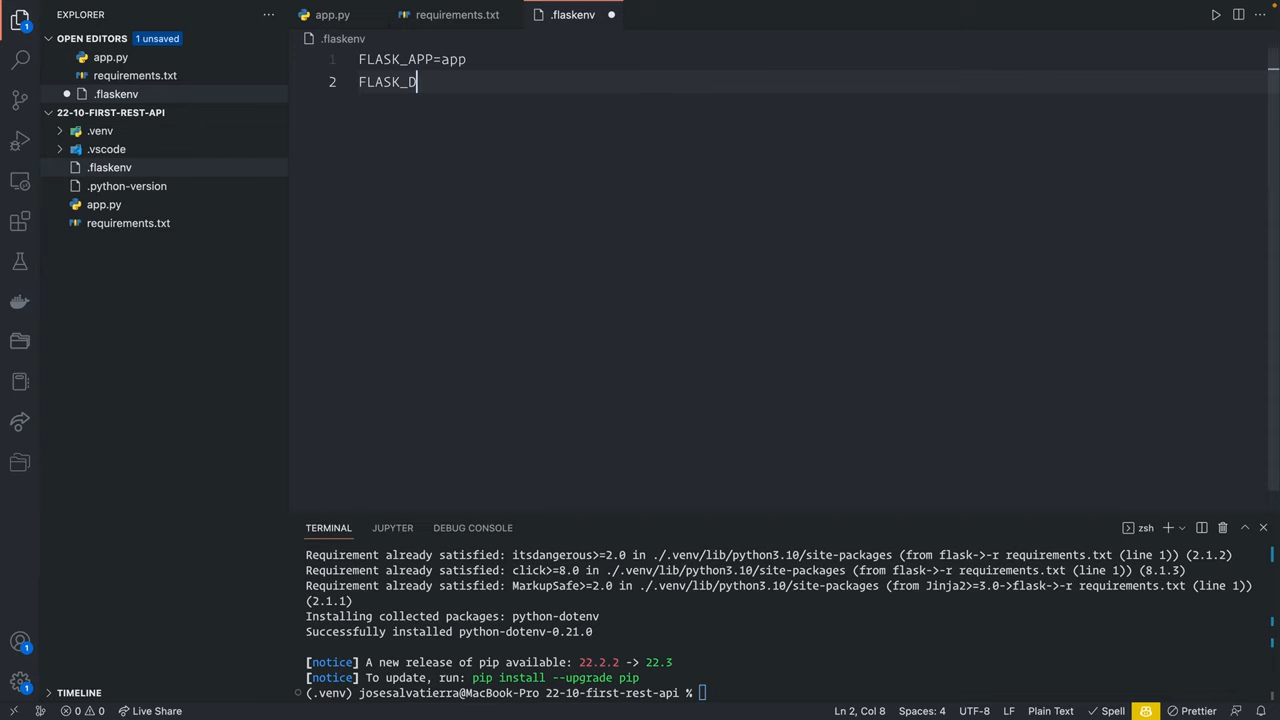 EXPLORER
app.py
requirements.txt
.flaskenv
OPEN EDITORS
1 unsaved
.flaskenv
app.py
requirements.txt
.flaskenv
22-10-FIRST-REST-API
.venv
.vscode
.flaskenv
.python-version
app.py
requirements.txt
1 FLASK_APP=app
2 FLASK_D
TERMINAL JUPYTER DEBUG CONSOLE
zsh
Requirement already satisfied: itsdangerous>=2.0 in ./.venv/lib/python3.10/site-packages (from flask->-r requirements.txt (line 1)) (2.1.2)
Requirement already satisfied: click>=8.0 in ./.venv/lib/python3.10/site-packages (from flask->-r requirements.txt (line 1)) (8.1.3)
Requirement already satisfied: MarkupSafe>=2.0 in ./.venv/lib/python3.10/site-packages (from Jinja2>=3.0->flask->-r requirements.txt (line 1))
(2.1.1)
Installing collected packages: python-dotenv
Successfully installed python-dotenv-0.21.0
[notice] A new release of pip available: 22.2.2 -> 22.3
[notice] To update, run: pip install --upgrade pip
(.venv) josesalvatierra@MacBook-Pro 22-10-first-rest-api %
1
1
1
TIMELINE
0 0 Live Share
Ln 2, Col 8 Spaces: 4 UTF-8 LF Plain Text Spell Prettier